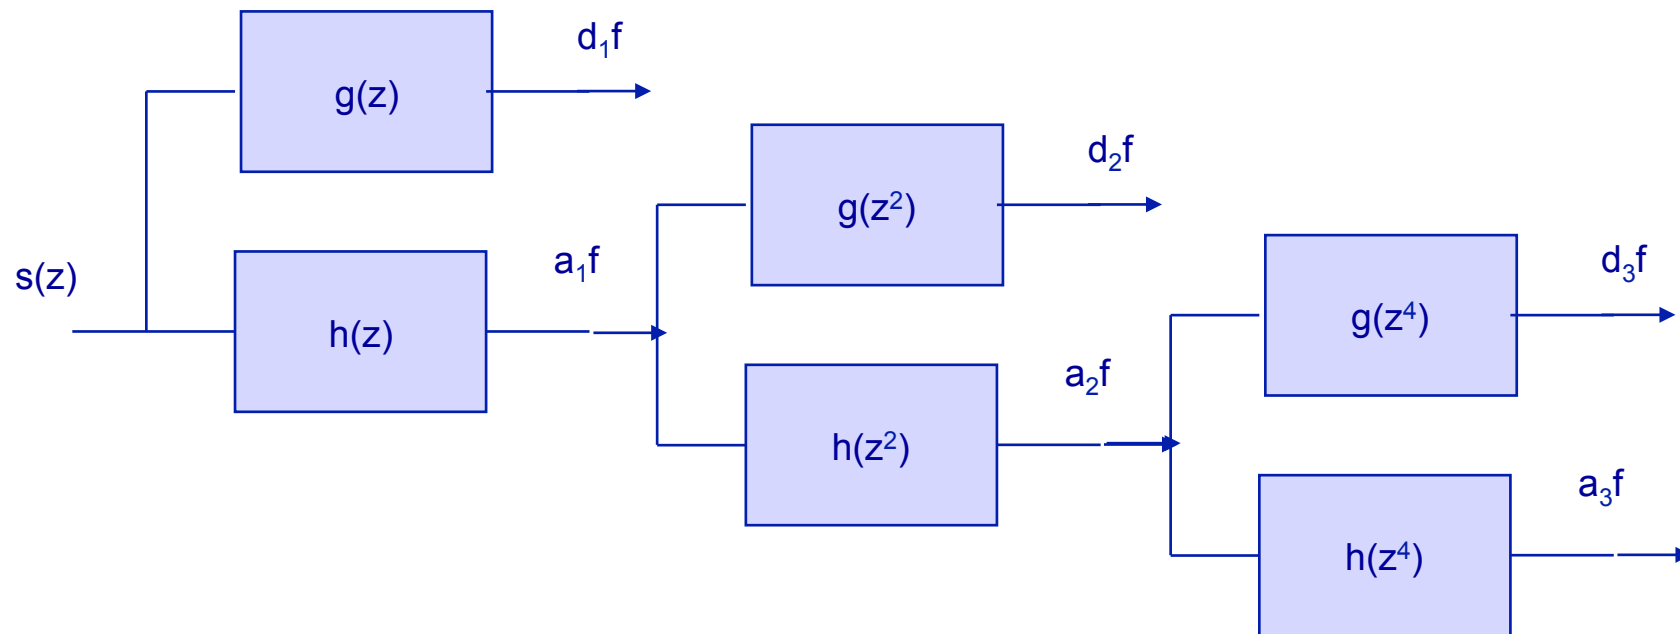 d₁f
g(z)
d₂f
g(z²)
s(z)
a₁f
h(z)
d₃f
g(z⁴)
a₂f
h(z²)
a₃f
h(z⁴)